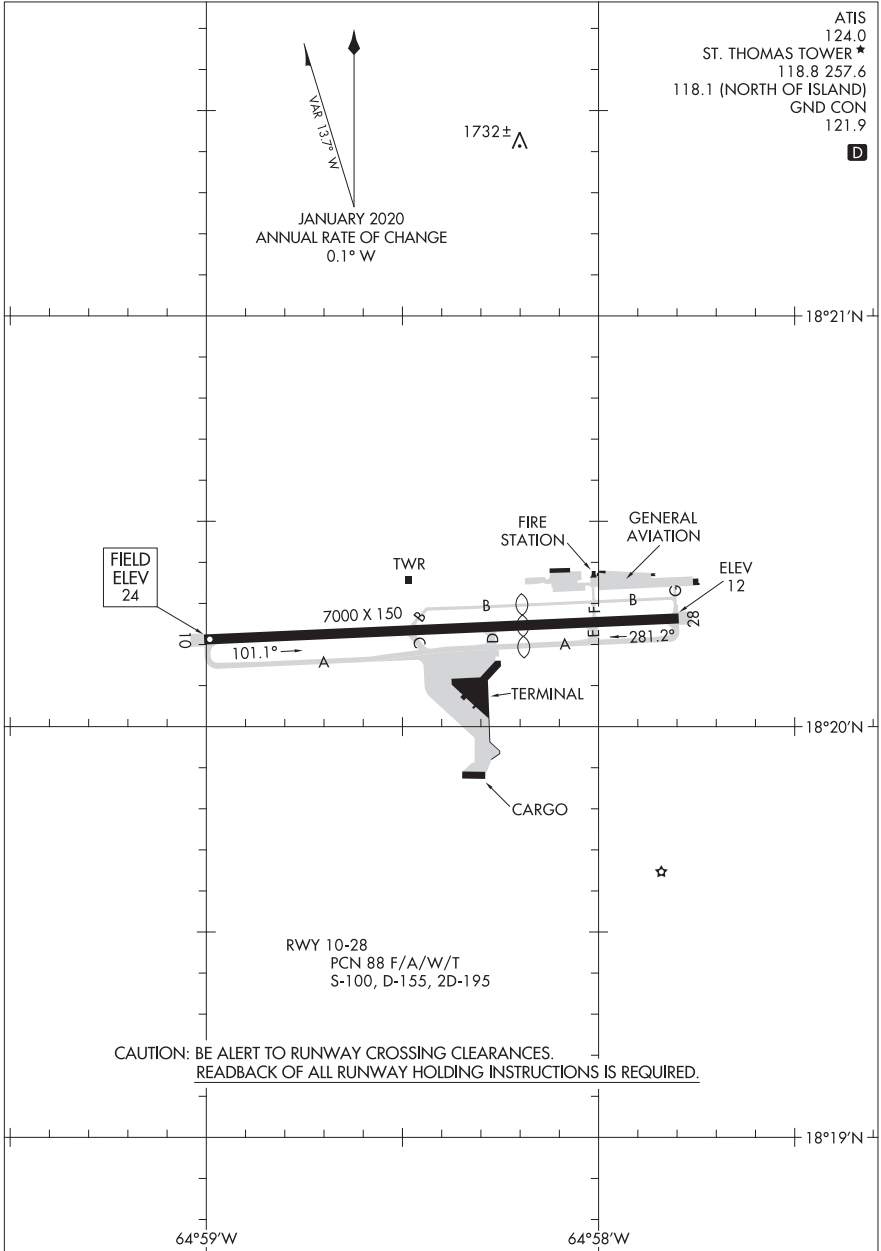 ATIS
124.0
ST. THOMAS TOWER★
118.8 257.6
118.1 (NORTH OF ISLAND)
GND CON
121.9
D
VAR 13.7° W
1732±
JANUARY 2020
ANNUAL RATE OF CHANGE
0.1° W
18°21'N
FIRE
STATION
GENERAL
AVIATION
FIELD
ELEV
24
TWR
ELEV
12
7000 X 150
B
B
B
F
G
10
28
101.1°
A
C
D
A
E
281.2°
TERMINAL
18°20'N
CARGO
RWY 10-28
PCN 88 F/A/W/T
S-100, D-155, 2D-195
CAUTION: BE ALERT TO RUNWAY CROSSING CLEARANCES.
READBACK OF ALL RUNWAY HOLDING INSTRUCTIONS IS REQUIRED.
18°19'N
64°59'W
64°58'W